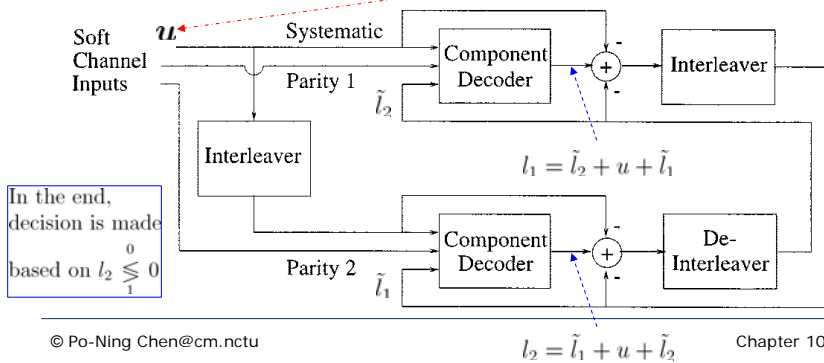 u
Soft
Channel
Inputs
Systematic
Parity 1
l̃₂
Component
Decoder
-
+
-
Interleaver
Interleaver
l₁ = l̃₂ + u + l̃₁
In the end,
decision is made
based on l₂ ≶ 0
0
1
Parity 2
l̃₁
Component
Decoder
-
+
-
De-
Interleaver
l₂ = l̃₁ + u + l̃₂
© Po-Ning Chen@cm.nctu
Chapter 10